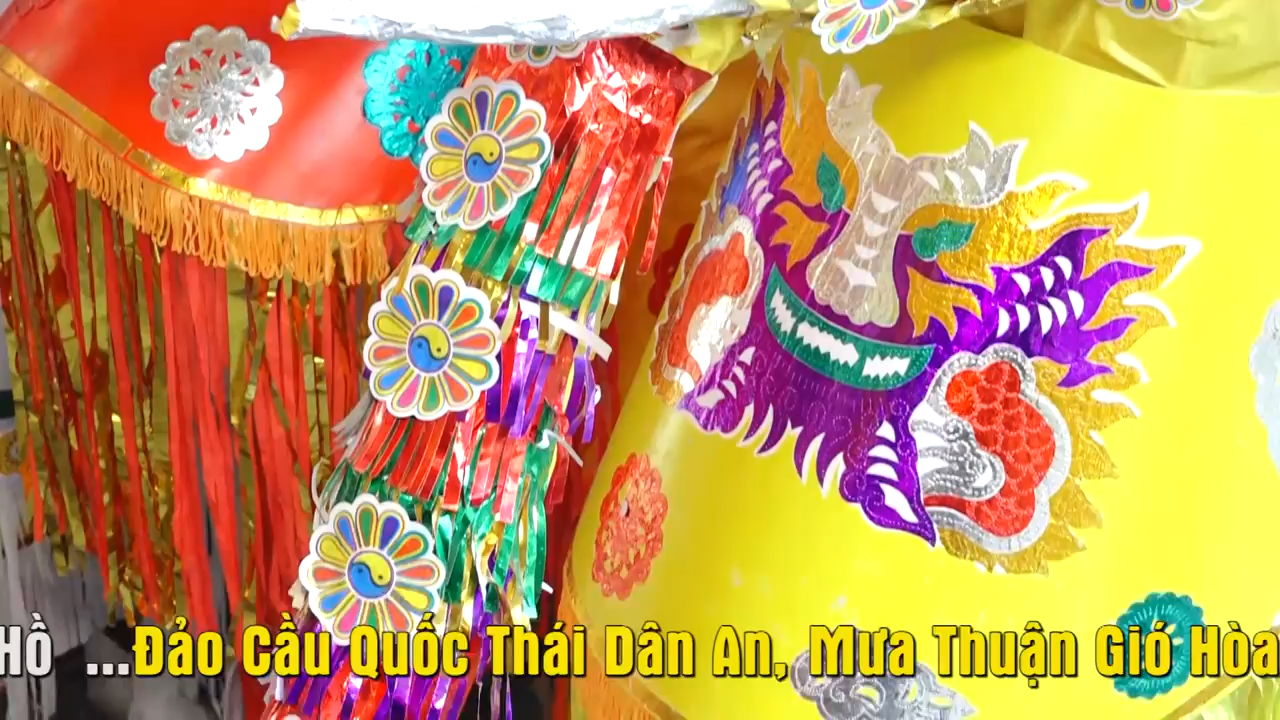 Hồ ...Đảo Cầu Quốc Thái Dân An, Mưa Thuận Gió Hòa